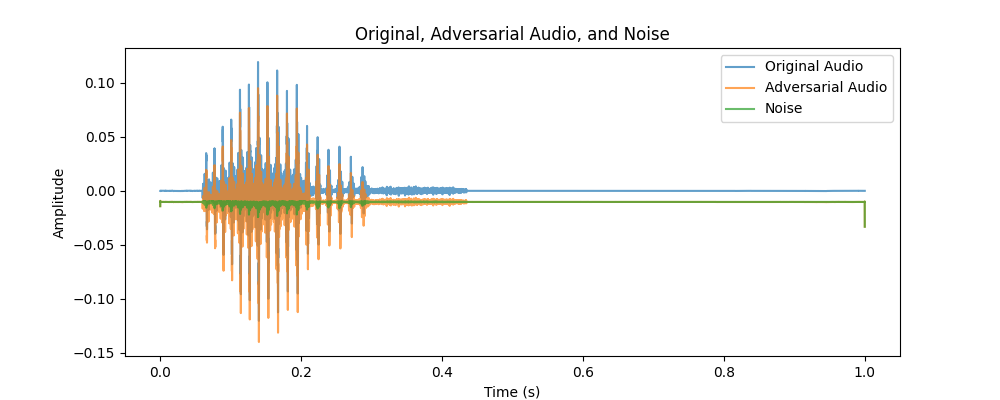 Original, Adversarial Audio, and Noise
Original Audio
Adversarial Audio
Noise
Amplitude
0.10
0.05
0.00
−0.05
−0.10
−0.15
0.0 0.2 0.4 0.6 0.8 1.0
Time (s)